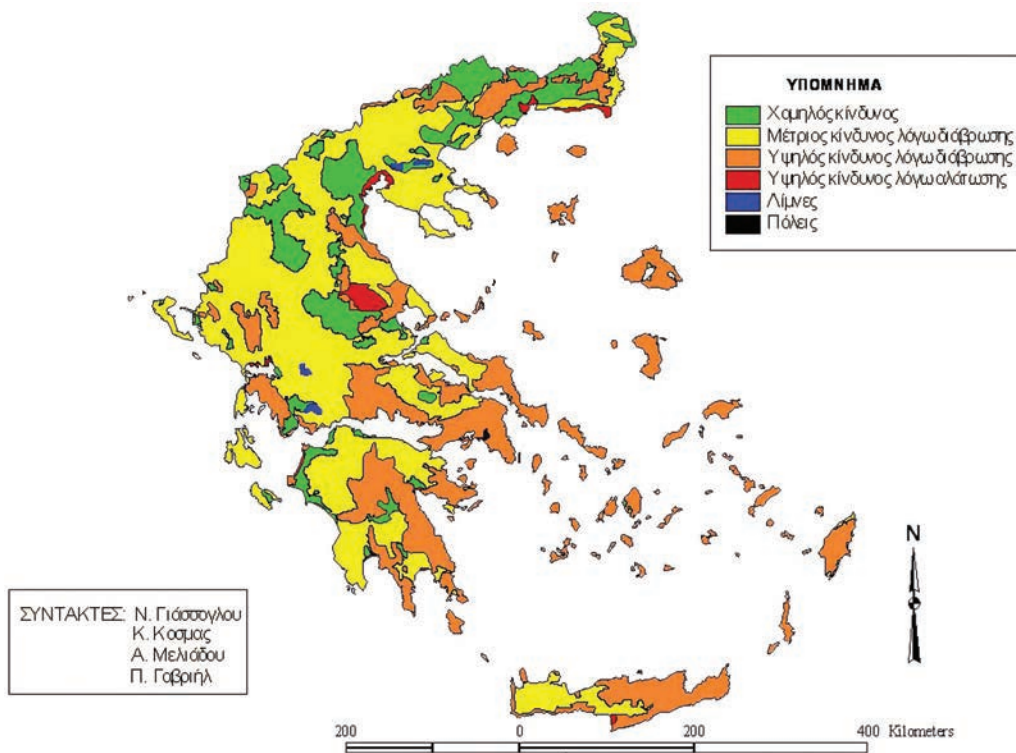 ΥΠΟΜΝΗΜΑ
Χαμηλός κίνδυνος
Μέτριος κίνδυνος λόγω διάβρωσης
Υψηλός κίνδυνος λόγω διάβρωσης
Υψηλός κίνδυνος λόγω αλάτωσης
Λίμνες
Πόλεις
N
ΣΥΝΤΑΚΤΕΣ: Ν. Γιάσσογλου
Κ. Κοσμας
Α. Μελιάδου
Π. Γαβριήλ
200 0 200 400 Kilometers